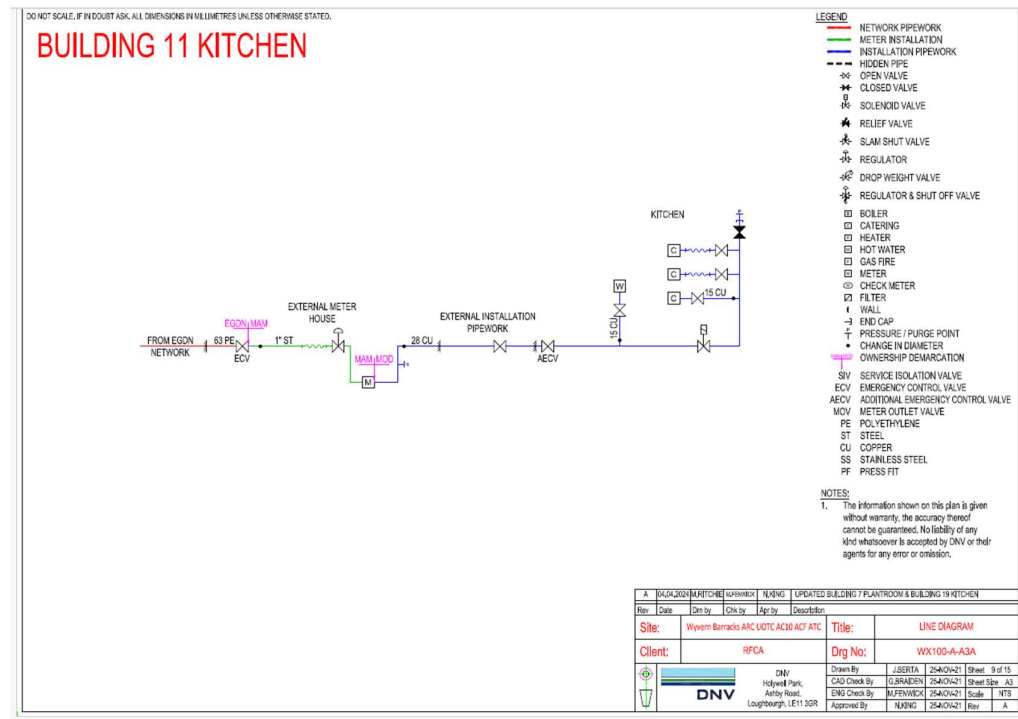 DO NOT SCALE. IF IN DOUBT ASK. ALL DIMENSIONS IN MILLIMETRES UNLESS OTHERWISE STATED.
BUILDING 11 KITCHEN
LEGEND
NETWORK PIPEWORK
METER INSTALLATION
INSTALLATION PIPEWORK
HIDDEN PIPE
OPEN VALVE
CLOSED VALVE
SOLENOID VALVE
RELIEF VALVE
SLAM SHUT VALVE
REGULATOR
DROP WEIGHT VALVE
REGULATOR & SHUT OFF VALVE
BOILER
CATERING
HEATER
HOT WATER
GAS FIRE
METER
CHECK METER
FILTER
WALL
END CAP
PRESSURE / PURGE POINT
CHANGE IN DIAMETER
OWNERSHIP DEMARCATION
SIV SERVICE ISOLATION VALVE
ECV EMERGENCY CONTROL VALVE
AECV ADDITIONAL EMERGENCY CONTROL VALVE
MOV METER OUTLET VALVE
PE POLYETHYLENE
ST STEEL
CU COPPER
SS STAINLESS STEEL
PF PRESS FIT
KITCHEN
C
C
C
15 CU
W
15 CU
EXTERNAL METER
HOUSE
EXTERNAL INSTALLATION
PIPEWORK
EGDN MAM
FROM EGDN
NETWORK
63 PE
ECV
1" ST
MAM MOD
M
28 CU
AECV
NOTES:
1. The information shown on this plan is given
without warranty, the accuracy thereof
cannot be guaranteed. No liability of any
kind whatsoever is accepted by DNV or their
agents for any error or omission.
A 04,04,2024 M,RITCHIE M,FENWICK N,KING UPDATED BUILDING 7 PLANTROOM & BUILDING 19 KITCHEN
Rev Date Drn by Chk by Apr by Description
Site: Wyvern Barracks ARC UOTC AC10 ACF ATC Title: LINE DIAGRAM
Client: RFCA Drg No: WX100-A-A3A
DNV
DNV
Holywell Park,
Ashby Road,
Loughbourgh, LE11 3GR
Drawn By J.BERTA 25-NOV-21 Sheet 9 of 15
CAD Check By G,BRAIDEN 25-NOV-21 Sheet Size A3
ENG Check By M,FENWICK 25-NOV-21 Scale NTS
Approved By N,KING 25-NOV-21 Rev A